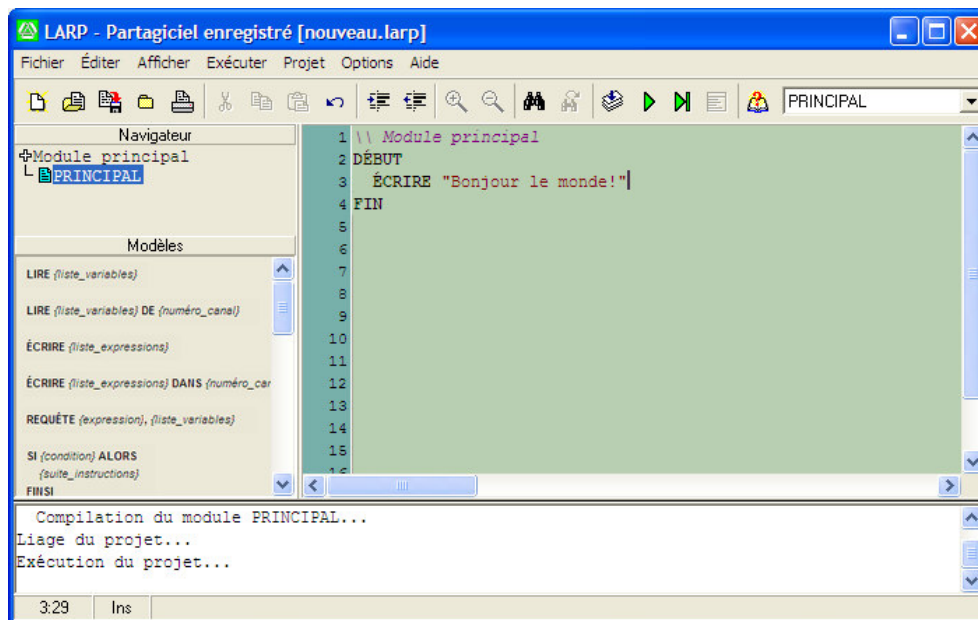 LARP - Partagiciel enregistré [nouveau.larp]
Fichier Éditer Afficher Exécuter Projet Options Aide
PRINCIPAL
Navigateur
Module principal
PRINCIPAL
Modèles
LIRE {liste_variables}
LIRE {liste_variables} DE {numéro_canal}
ÉCRIRE {liste_expressions}
ÉCRIRE {liste_expressions} DANS {numéro_car
REQUÊTE {expression}, {liste_variables}
SI {condition} ALORS
{suite_instructions}
FINSI
1 \\ Module principal
2 DÉBUT
3 ÉCRIRE "Bonjour le monde!"
4 FIN
5
6
7
8
9
10
11
12
13
14
15
16
Compilation du module PRINCIPAL...
Liage du projet...
Exécution du projet...
3:29 Ins